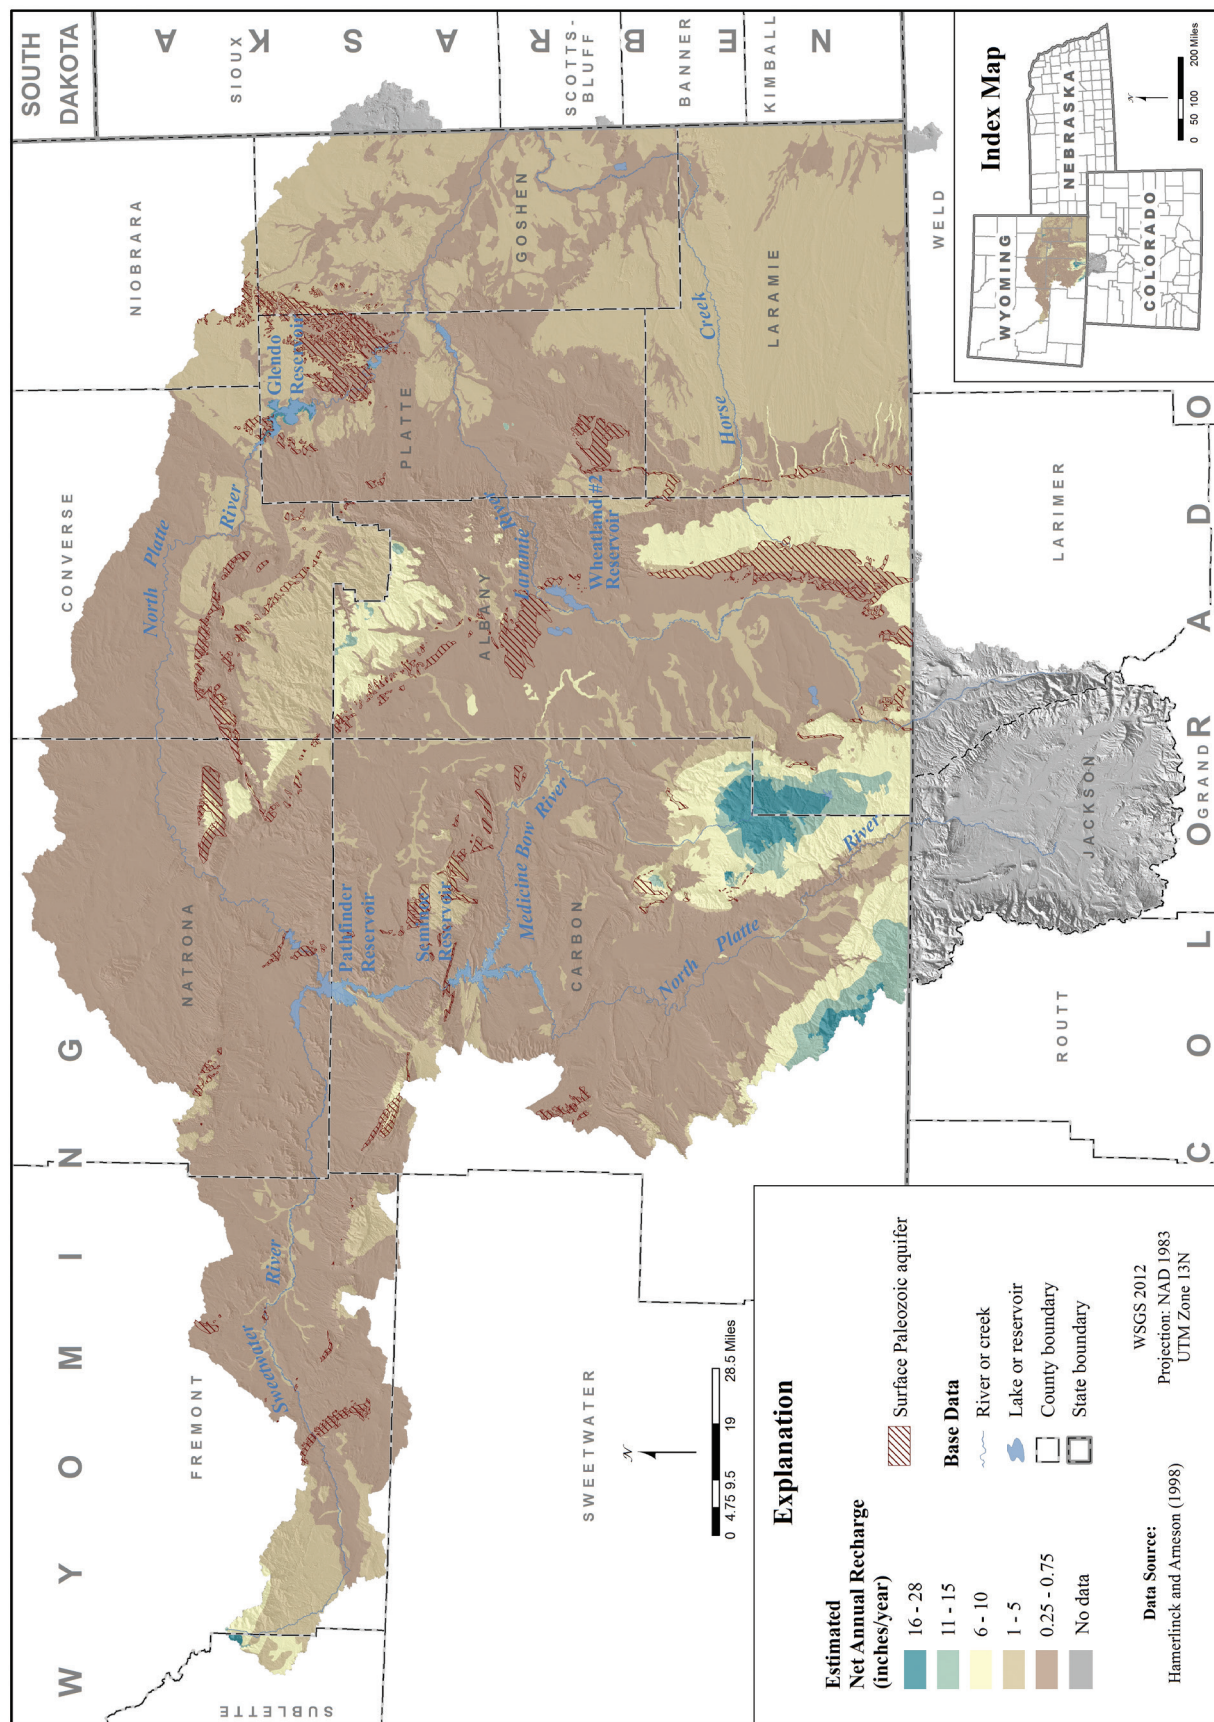 SOUTH
DAKOTA
WYOMING
NEBRASKA
COLORADO
NIOBRARA
CONVERSE
NATRONA
FREMONT
SUBLETTE
SWEETWATER
CARBON
ALBANY
PLATTE
GOSHEN
LARAMIE
SIOUX
SCOTTS-
BLUFF
BANNER
KIMBALL
WELD
LARIMER
JACKSON
GRAND
ROUTT
North Platte
River
Glendo
Reservoir
Laramie
River
Wheatland #2
Reservoir
Horse
Creek
Pathfinder
Reservoir
Seminoe
Reservoir
Medicine Bow River
North Platte
River
Sweetwater
River
N
0 4.75 9.5 19 28.5 Miles
Explanation
Estimated
Net Annual Recharge
(inches/year)
16 - 28
11 - 15
6 - 10
1 - 5
0.25 - 0.75
No data
Surface Paleozoic aquifer
Base Data
River or creek
Lake or reservoir
County boundary
State boundary
Data Source:
Hamerlinck and Arneson (1998)
WSGS 2012
Projection: NAD 1983
UTM Zone 13N
Index Map
WYOMING
NEBRASKA
COLORADO
N
0 50 100 200 Miles